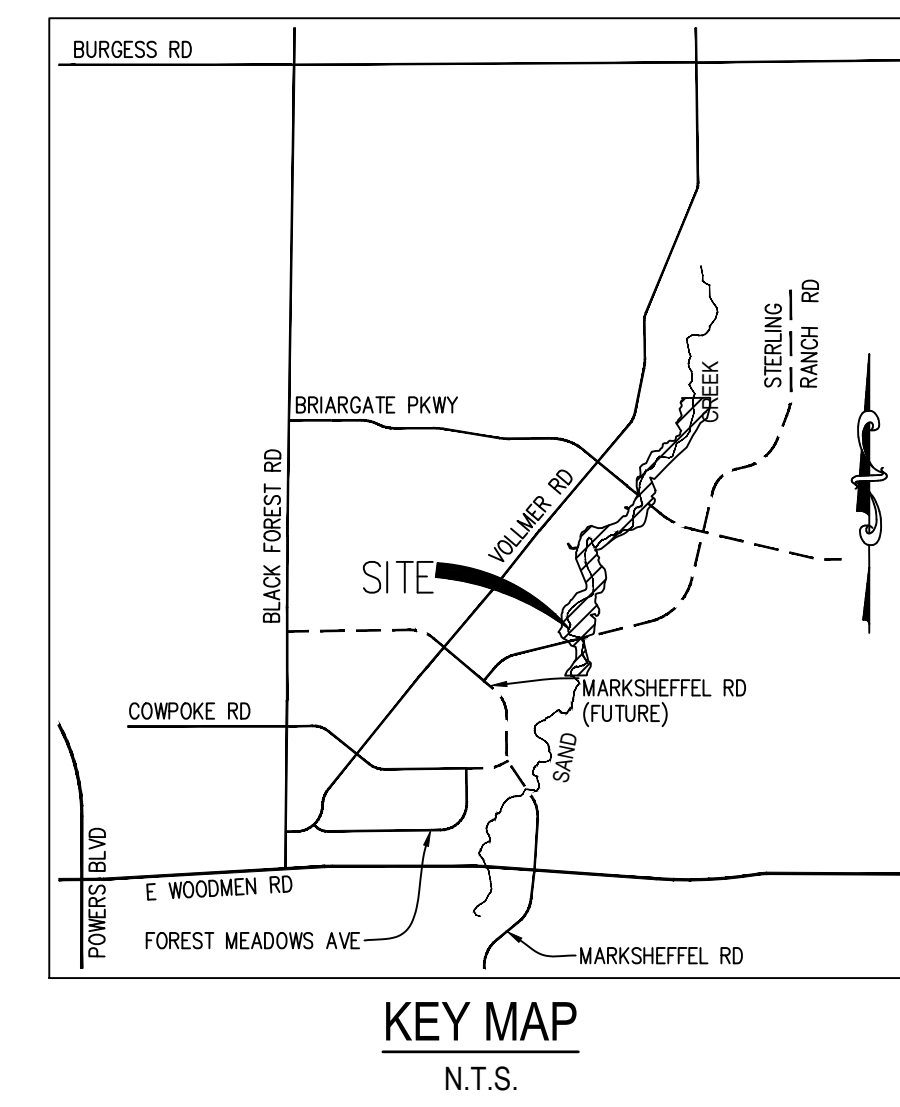 BURGESS RD
STERLING
RANCH RD
CREEK
BRIARGATE PKWY
BLACK FOREST RD
VOLLMER RD
SITE
MARKSHEFFEL RD
(FUTURE)
COWPOKE RD
SAND
POWERS BLVD
E WOODMEN RD
FOREST MEADOWS AVE
MARKSHEFFEL RD
KEY MAP
N.T.S.